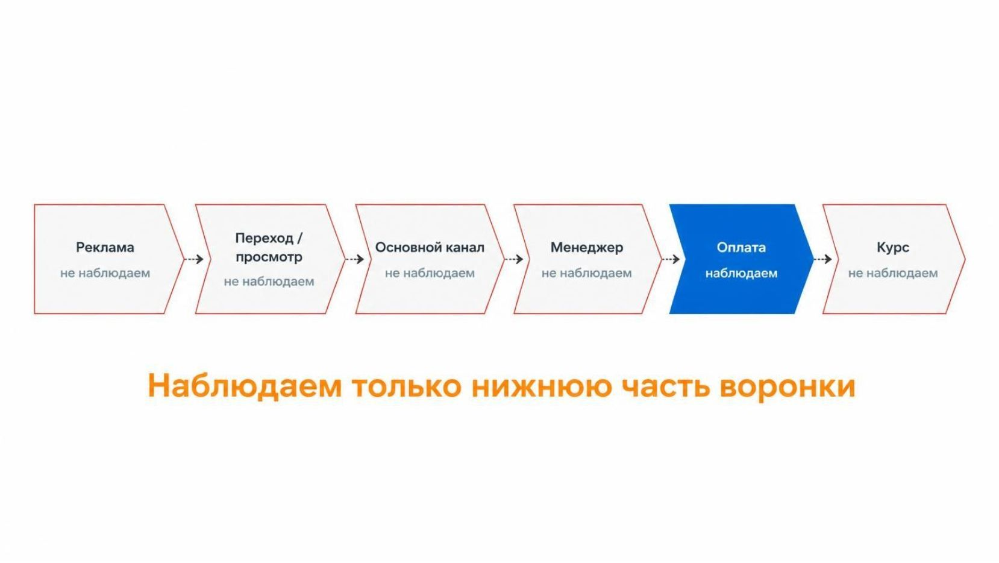 Реклама
не наблюдаем
Переход /
просмотр
не наблюдаем
Основной канал
не наблюдаем
Менеджер
не наблюдаем
Оплата
наблюдаем
Курс
не наблюдаем
Наблюдаем только нижнюю часть воронки